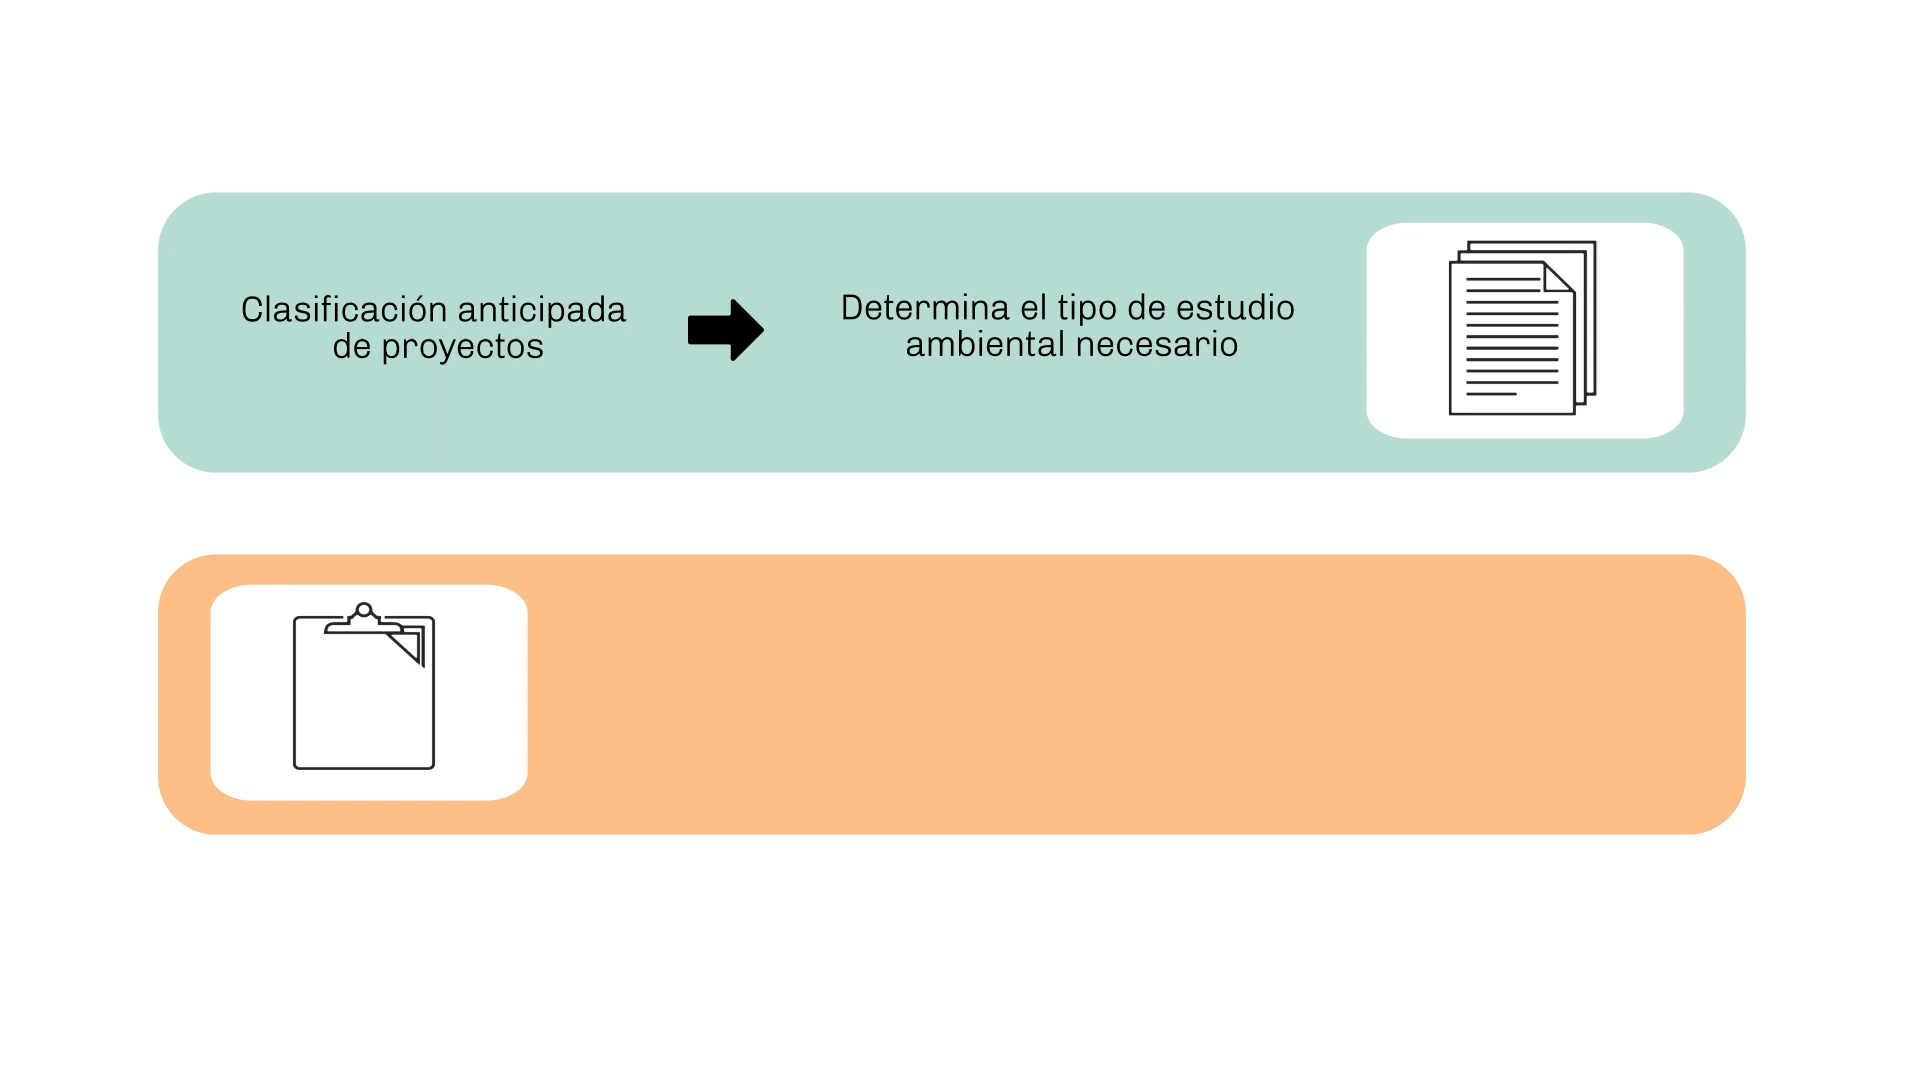 Clasificación anticipada
de proyectos
Determina el tipo de estudio
ambiental necesario